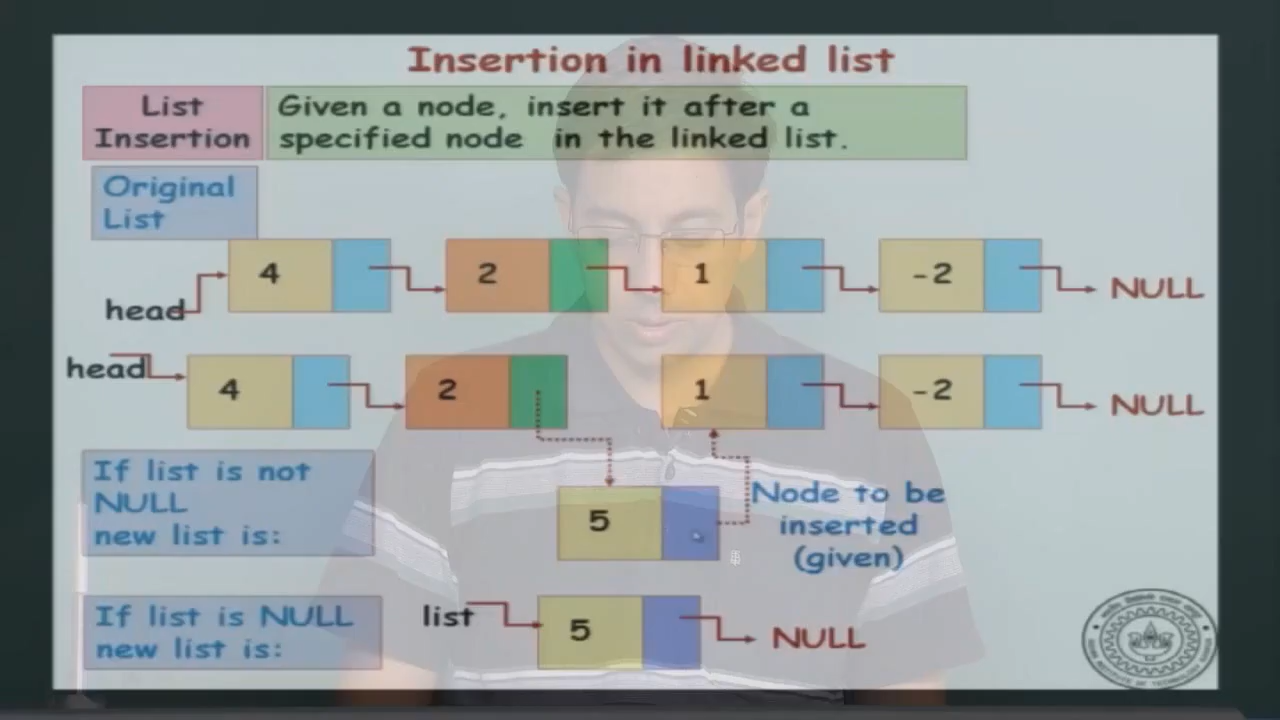 Insertion in linked list
List
Insertion
Given a node, insert it after a
specified node in the linked list.
Original
List
4
2
1
-2
NULL
head
head
4
2
1
-2
NULL
If list is not
NULL
new list is:
5
Node to be
inserted
(given)
If list is NULL
new list is:
list
5
NULL